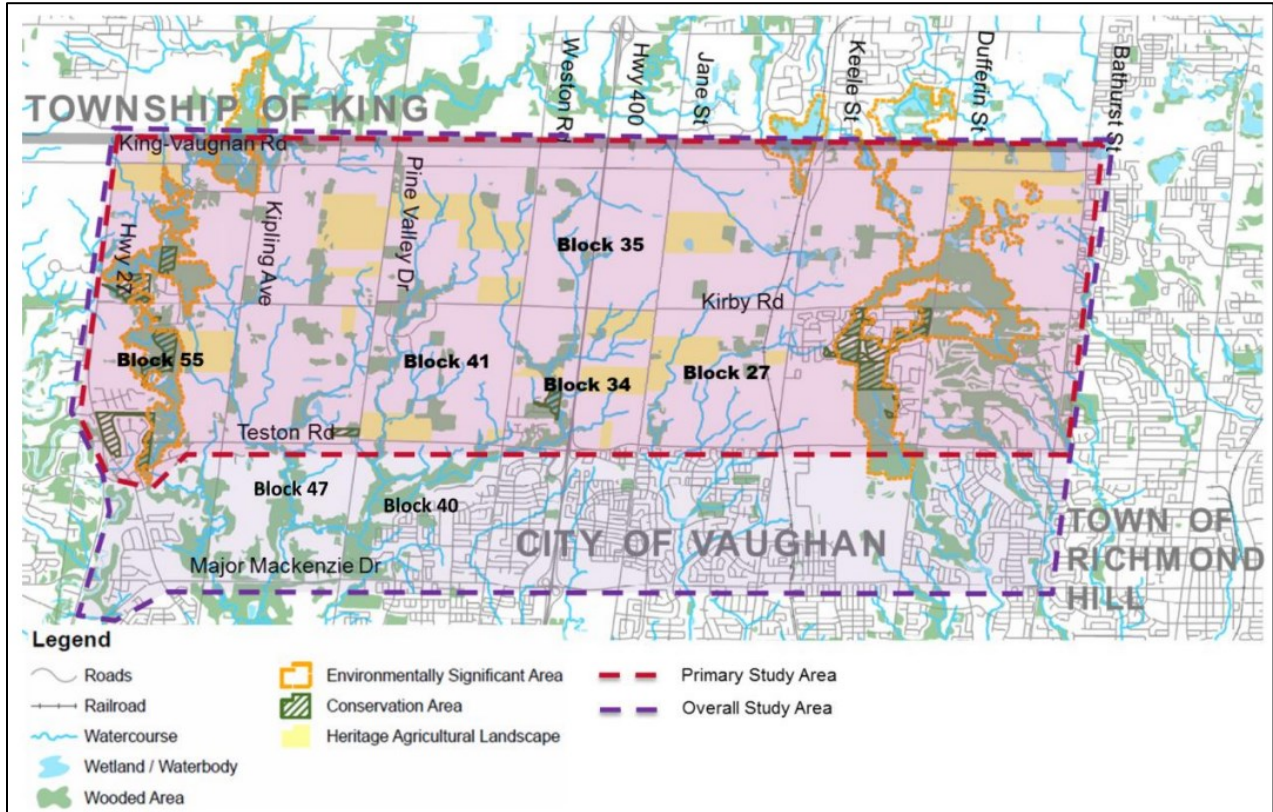 TOWNSHIP OF KING
King-Vaughan Rd
Hwy 27
Kipling Ave
Pine Valley Dr
Weston Rd
Hwy 400
Jane St
Keele St
Dufferin St
Bathurst St
Block 35
Kirby Rd
Block 55
Block 41
Block 34
Block 27
Teston Rd
Block 47
Block 40
CITY OF VAUGHAN
Major Mackenzie Dr
TOWN OF
RICHMOND
HILL
Legend
Roads
Railroad
Watercourse
Wetland / Waterbody
Wooded Area
Environmentally Significant Area
Conservation Area
Heritage Agricultural Landscape
Primary Study Area
Overall Study Area